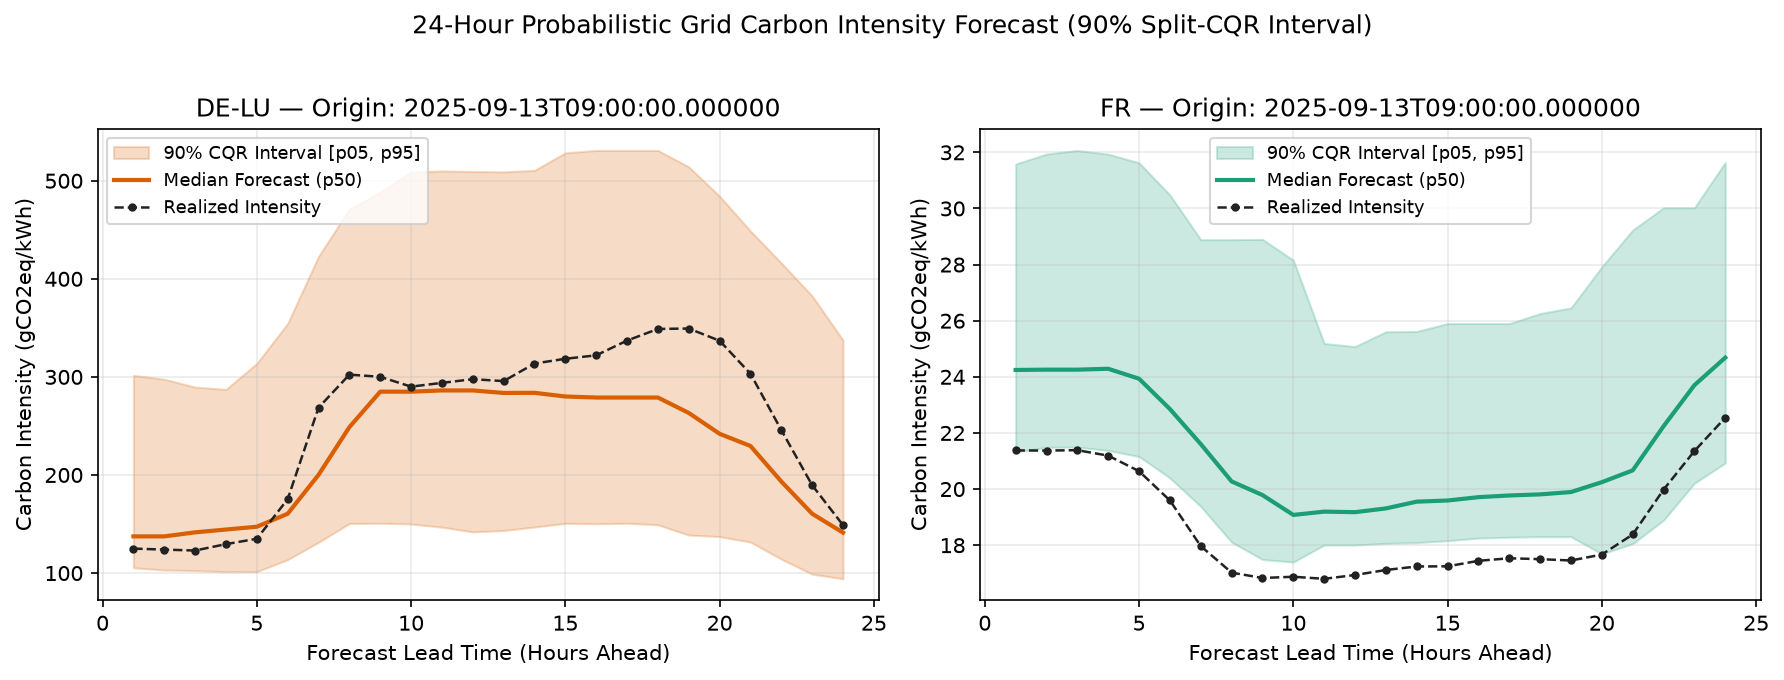 24-Hour Probabilistic Grid Carbon Intensity Forecast (90% Split-CQR Interval)
DE-LU — Origin: 2025-09-13T09:00:00.000000
90% CQR Interval [p05, p95]
Median Forecast (p50)
Realized Intensity
Carbon Intensity (gCO2eq/kWh)
500
400
300
200
100
0
5
10
15
20
25
Forecast Lead Time (Hours Ahead)
FR — Origin: 2025-09-13T09:00:00.000000
90% CQR Interval [p05, p95]
Median Forecast (p50)
Realized Intensity
Carbon Intensity (gCO2eq/kWh)
32
30
28
26
24
22
20
18
0
5
10
15
20
25
Forecast Lead Time (Hours Ahead)